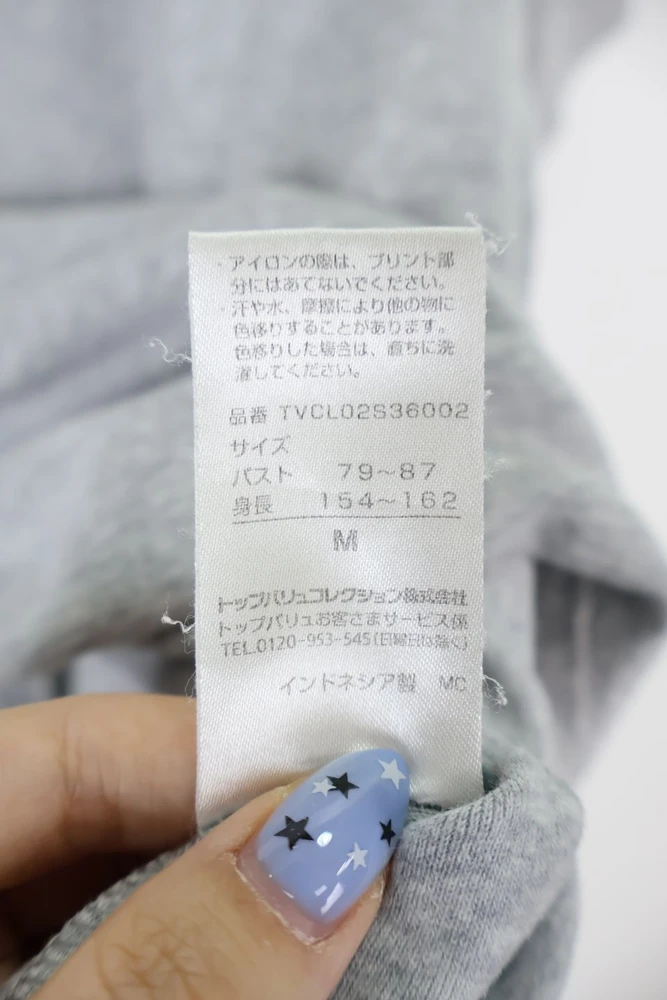 ・アイロンの際は、プリント部
分にはあてないでください。
・汗や水、摩擦により他の物に
色移りすることがあります。
色移りした場合は、直ちに洗
濯してください。
品番 TVCL02S36002
サイズ
バスト 79～87
身長 154～162
M
トップバリュコレクション株式会社
トップバリュお客さまサービス係
TEL.0120-953-545(日曜日は除く)
インドネシア製 MC